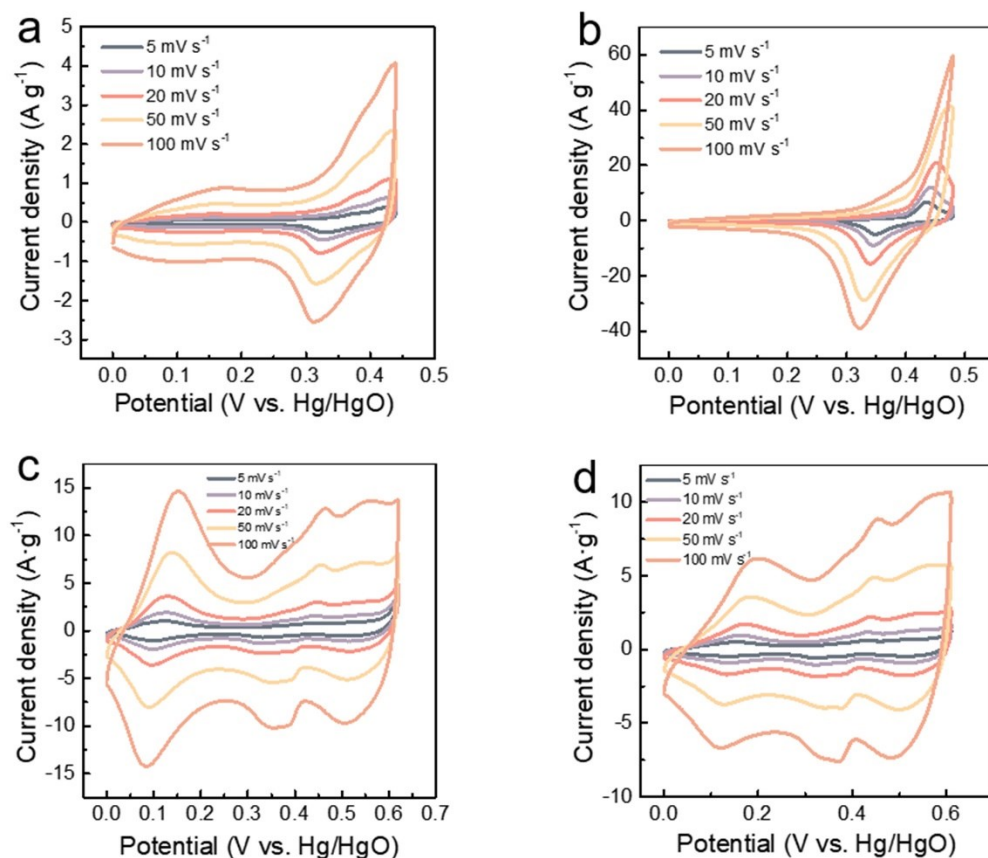 a
5 mV s⁻¹
10 mV s⁻¹
20 mV s⁻¹
50 mV s⁻¹
100 mV s⁻¹
Current density (A g⁻¹)
5
4
3
2
1
0
-1
-2
-3
0.0 0.1 0.2 0.3 0.4 0.5
Potential (V vs. Hg/HgO)
b
5 mV s⁻¹
10 mV s⁻¹
20 mV s⁻¹
50 mV s⁻¹
100 mV s⁻¹
Current density (A g⁻¹)
60
40
20
0
-20
-40
0.0 0.1 0.2 0.3 0.4 0.5
Pontential (V vs. Hg/HgO)
c
5 mV s⁻¹
10 mV s⁻¹
20 mV s⁻¹
50 mV s⁻¹
100 mV s⁻¹
Current density (A·g⁻¹)
15
10
5
0
-5
-10
-15
0.0 0.1 0.2 0.3 0.4 0.5 0.6 0.7
Potential (V vs. Hg/HgO)
d
5 mV s⁻¹
10 mV s⁻¹
20 mV s⁻¹
50 mV s⁻¹
100 mV s⁻¹
Current density (A·g⁻¹)
10
5
0
-5
-10
0.0 0.2 0.4 0.6
Potential (V vs. Hg/HgO)